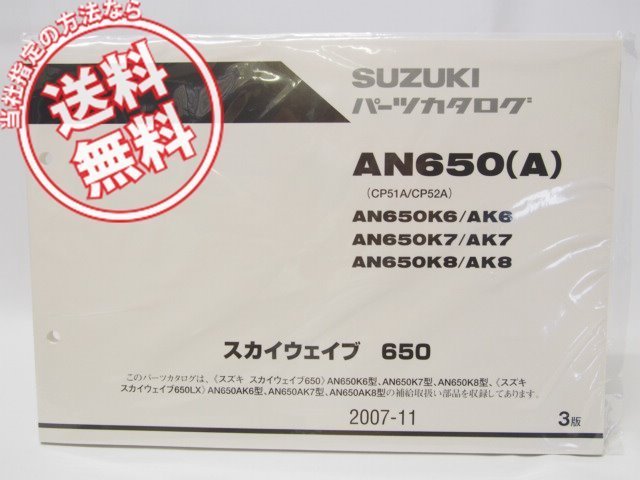 当社指定の方法なら
送料
無料
SUZUKI
パーツカタログ
AN650(A)
(CP51A/CP52A)
AN650K6/AK6
AN650K7/AK7
AN650K8/AK8
スカイウェイブ 650
このパーツカタログは、〈スズキ スカイウェイブ650〉AN650K6型、AN650K7型、AN650K8型、〈スズキ
スカイウェイブ650LX〉AN650AK6型、AN650AK7型、AN650AK8型の補給取扱い部品を収録してあります。
2007-11
3版